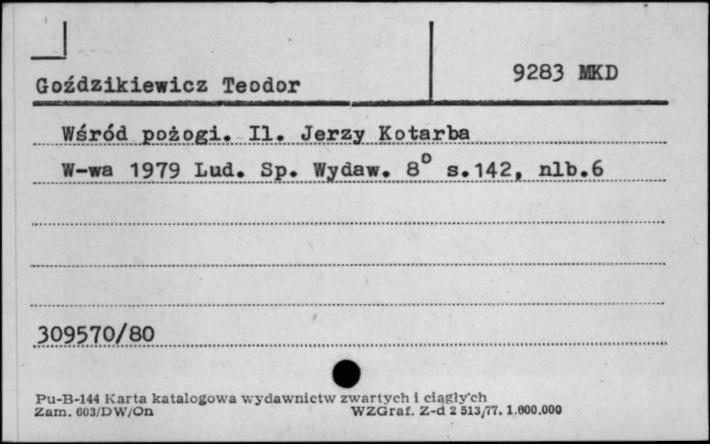 Goździkiewicz Teodor
9283 MKD
Wśród pożogi. Il. Jerzy Kotarba
W-wa 1979 Lud. Sp. Wydaw. 8° s.142, nlb.6
309570/80
Pu-B-144 Karta katalogowa wydawnictw zwartych i ciągłych
Zam. 603/DW/On WZGraf. Z-d 2 513/77. 1.600.000